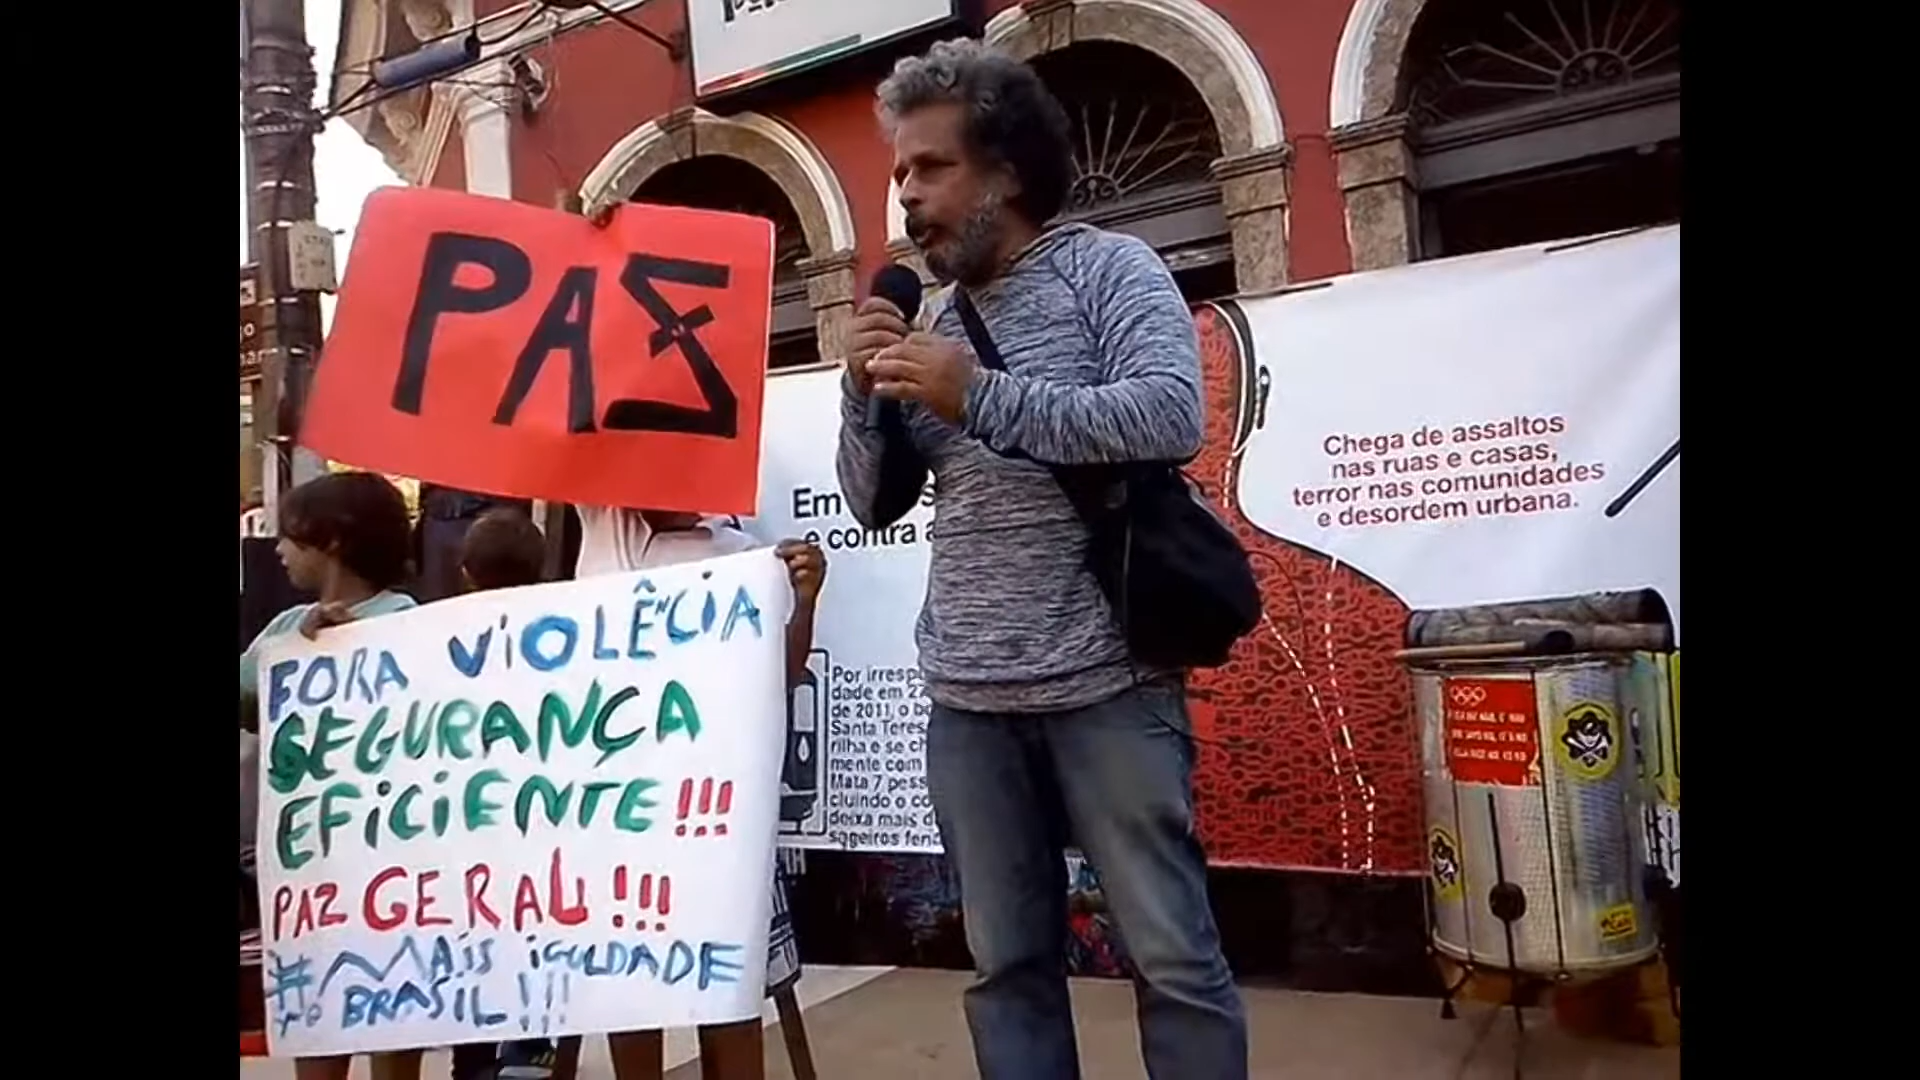 PAZ
FORA VIOLÊNCIA
SEGURANÇA
EFICIENTE!!!
PAZ GERAL!!!
# MAIS IGULDADE
BRASIL!!!
Em
e contra a
Por irresp
dade em 27
de 2011, o bo
Santa Teres
rilha e se ch
mente com
Mata 7 pess
cluindo o co
deixa mais d
sageiros feri
Chega de assaltos
nas ruas e casas,
terror nas comunidades
e desordem urbana.